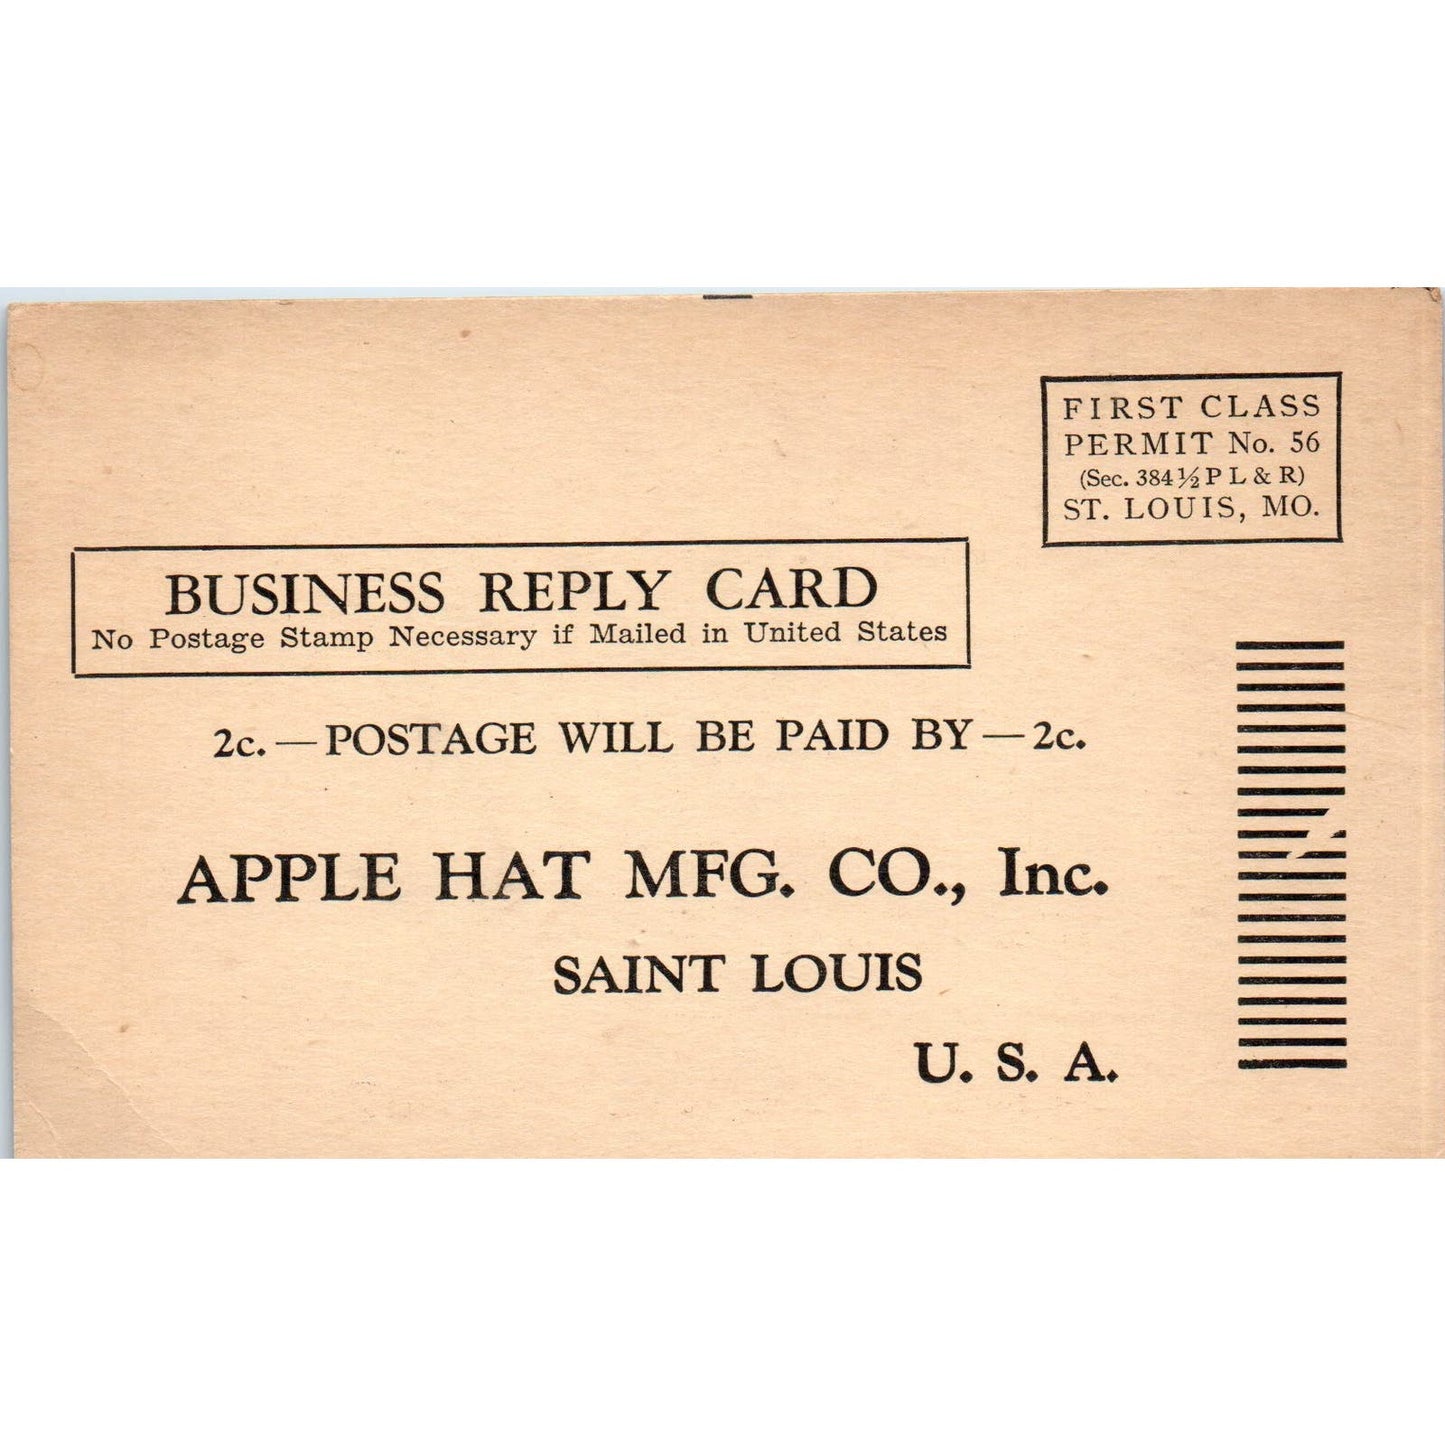 FIRST CLASS
PERMIT No. 56
(Sec. 384½ P L & R)
ST. LOUIS, MO.
BUSINESS REPLY CARD
No Postage Stamp Necessary if Mailed in United States
2c. — POSTAGE WILL BE PAID BY — 2c.
APPLE HAT MFG. CO., Inc.
SAINT LOUIS
U. S. A.